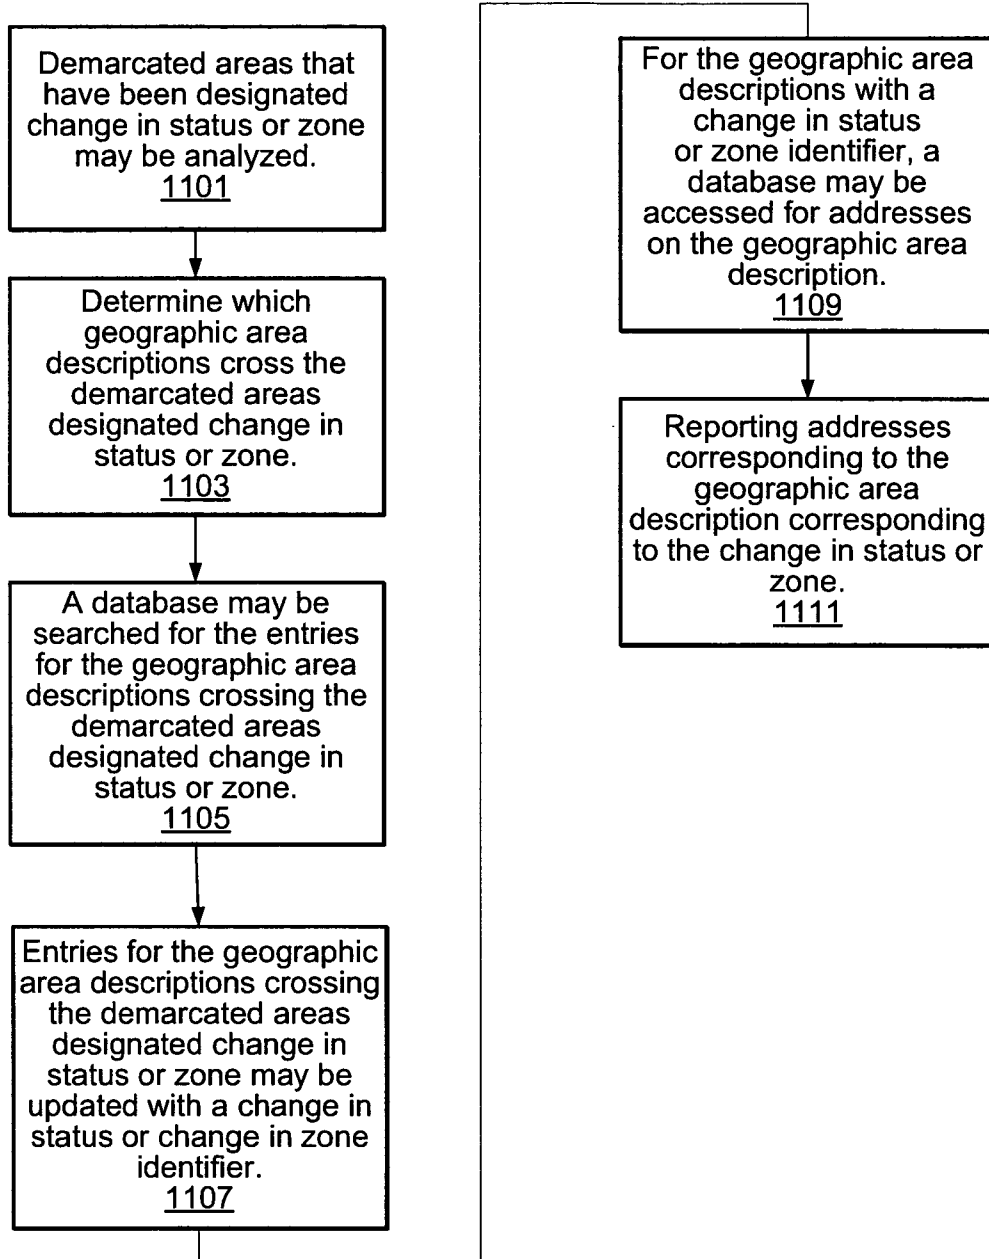 Demarcated areas that
have been designated
change in status or zone
may be analyzed.
1101
Determine which
geographic area
descriptions cross the
demarcated areas
designated change in
status or zone.
1103
A database may be
searched for the entries
for the geographic area
descriptions crossing the
demarcated areas
designated change in
status or zone.
1105
Entries for the geographic
area descriptions crossing
the demarcated areas
designated change in
status or zone may be
updated with a change in
status or change in zone
identifier.
1107
For the geographic area
descriptions with a
change in status
or zone identifier, a
database may be
accessed for addresses
on the geographic area
description.
1109
Reporting addresses
corresponding to the
geographic area
description corresponding
to the change in status or
zone.
1111